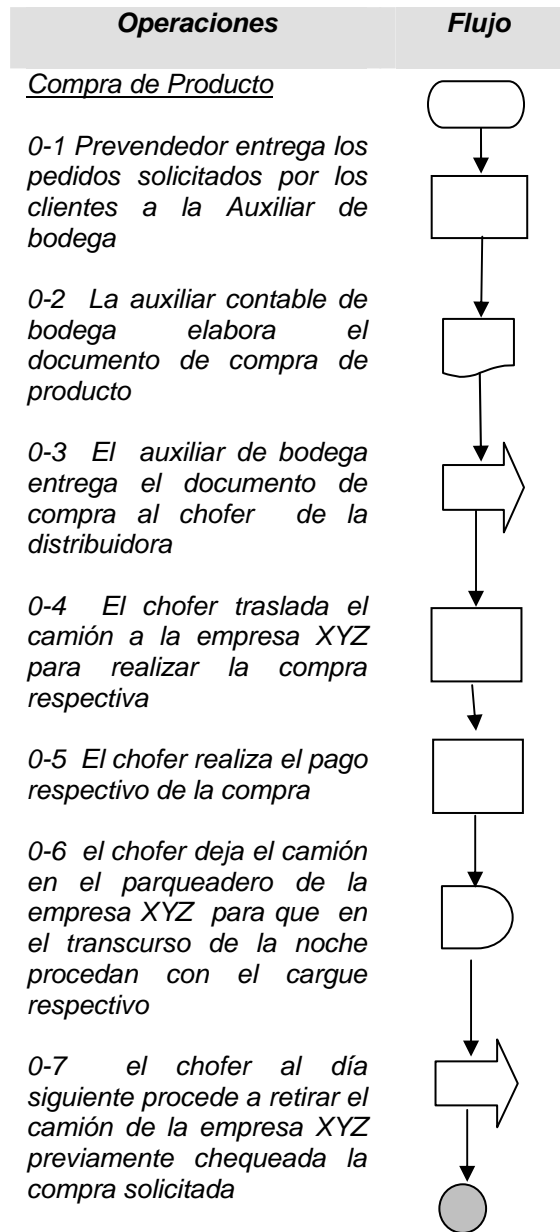 Operaciones Flujo
Compra de Producto
0-1 Prevendedor entrega los
pedidos solicitados por los
clientes a la Auxiliar de
bodega
0-2 La auxiliar contable de
bodega elabora el
documento de compra de
producto
0-3 El auxiliar de bodega
entrega el documento de
compra al chofer de la
distribuidora
0-4 El chofer traslada el
camión a la empresa XYZ
para realizar la compra
respectiva
0-5 El chofer realiza el pago
respectivo de la compra
0-6 el chofer deja el camión
en el parqueadero de la
empresa XYZ para que en
el transcurso de la noche
procedan con el cargue
respectivo
0-7 el chofer al día
siguiente procede a retirar el
camión de la empresa XYZ
previamente chequeada la
compra solicitada